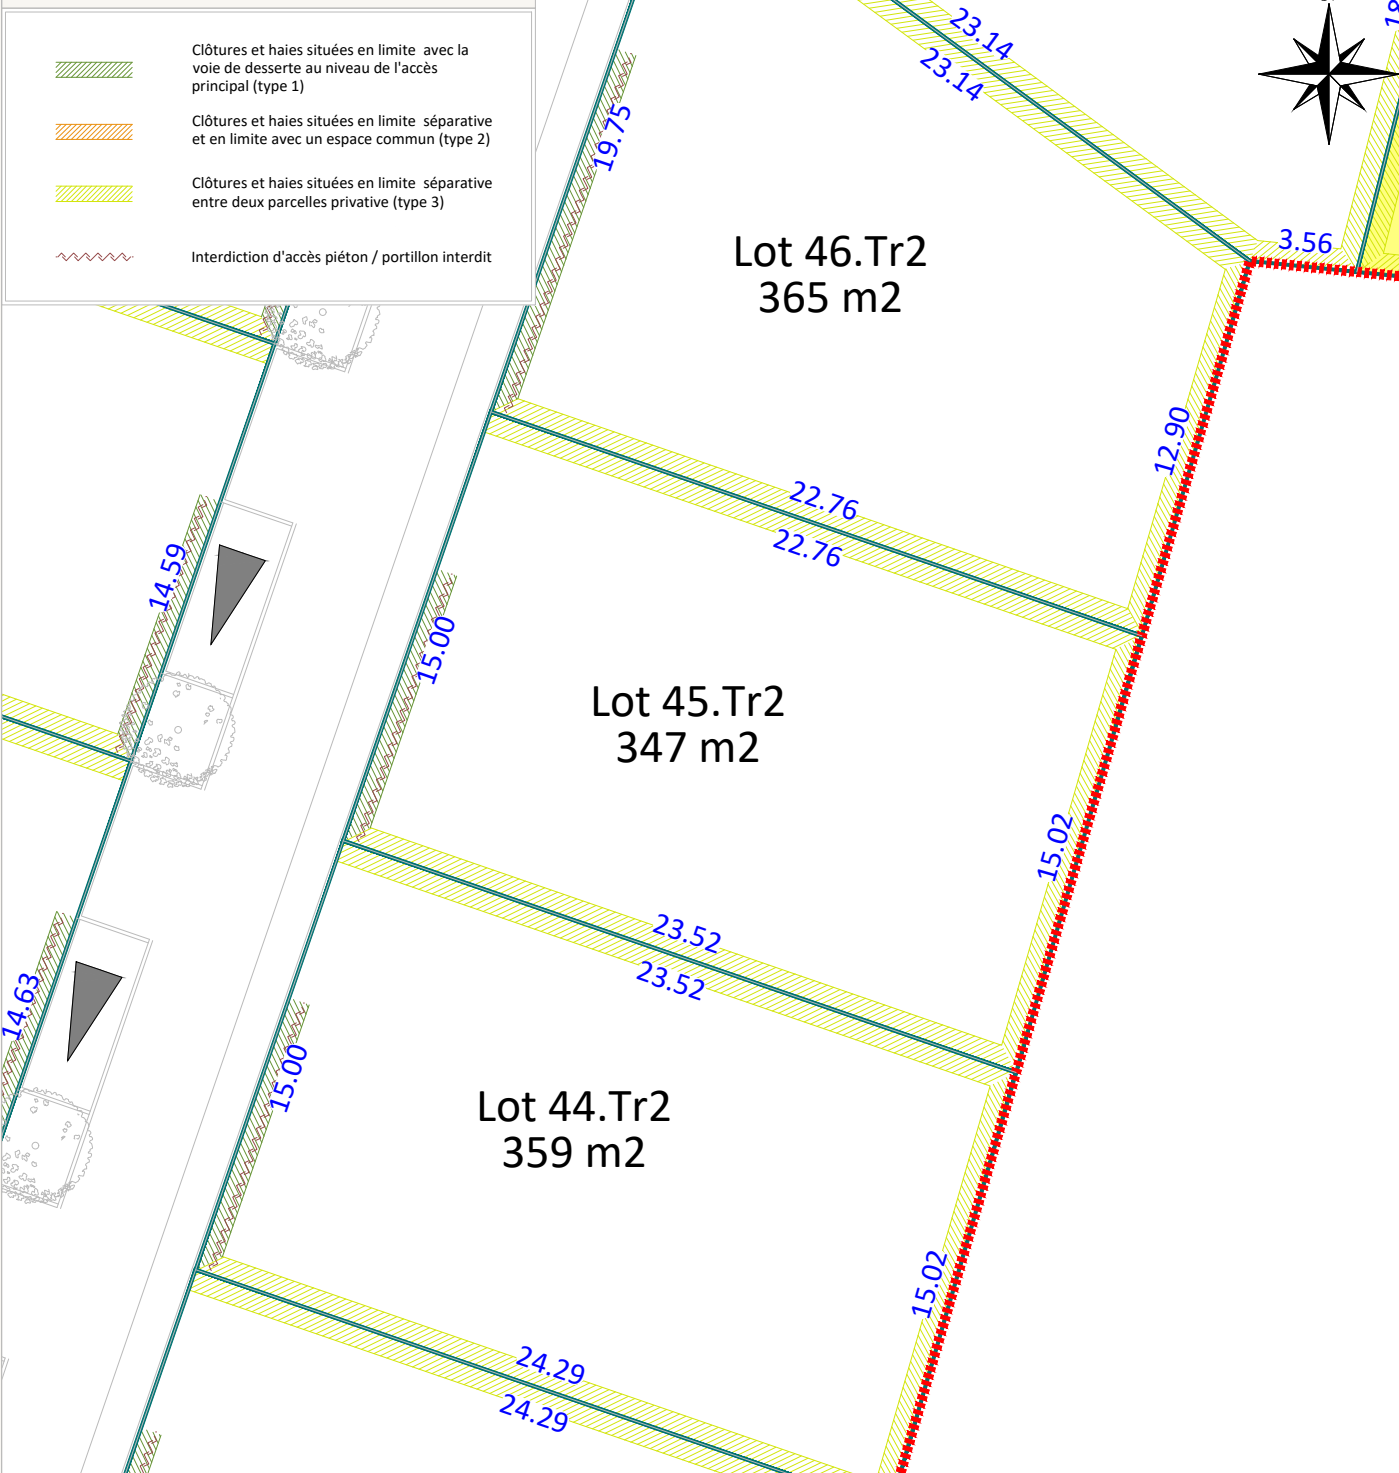 Clôtures et haies situées en limite avec la
voie de desserte au niveau de l'accès
principal (type 1)
Clôtures et haies situées en limite séparative
et en limite avec un espace commun (type 2)
Clôtures et haies situées en limite séparative
entre deux parcelles privative (type 3)
Interdiction d'accès piéton / portillon interdit
23.14
23.14
19.75
3.56
Lot 46.Tr2
365 m2
12.90
22.76
22.76
14.59
15.00
Lot 45.Tr2
347 m2
15.02
23.52
23.52
14.63
15.00
Lot 44.Tr2
359 m2
15.02
24.29
24.29